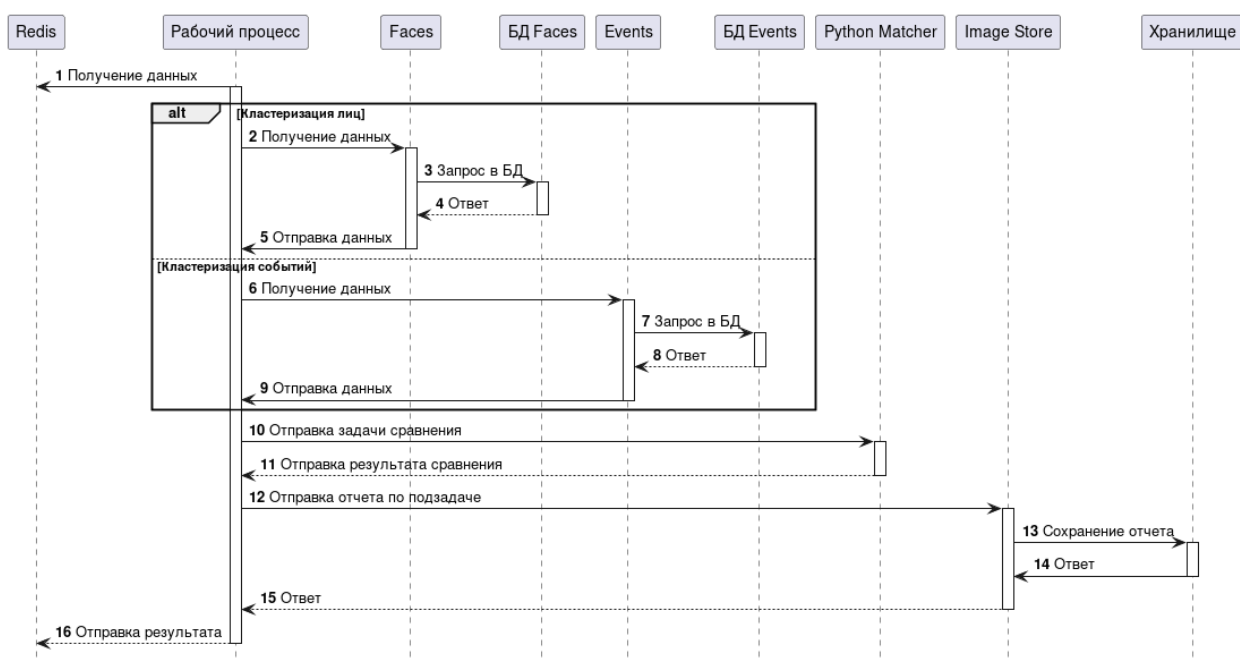 Redis
Рабочий процесс
Faces
БД Faces
Events
БД Events
Python Matcher
Image Store
Хранилище
1 Получение данных
alt
[Кластеризация лиц]
2 Получение данных
3 Запрос в БД
4 Ответ
5 Отправка данных
[Кластеризация событий]
6 Получение данных
7 Запрос в БД
8 Ответ
9 Отправка данных
10 Отправка задачи сравнения
11 Отправка результата сравнения
12 Отправка отчета по подзадаче
13 Сохранение отчета
14 Ответ
15 Ответ
16 Отправка результата